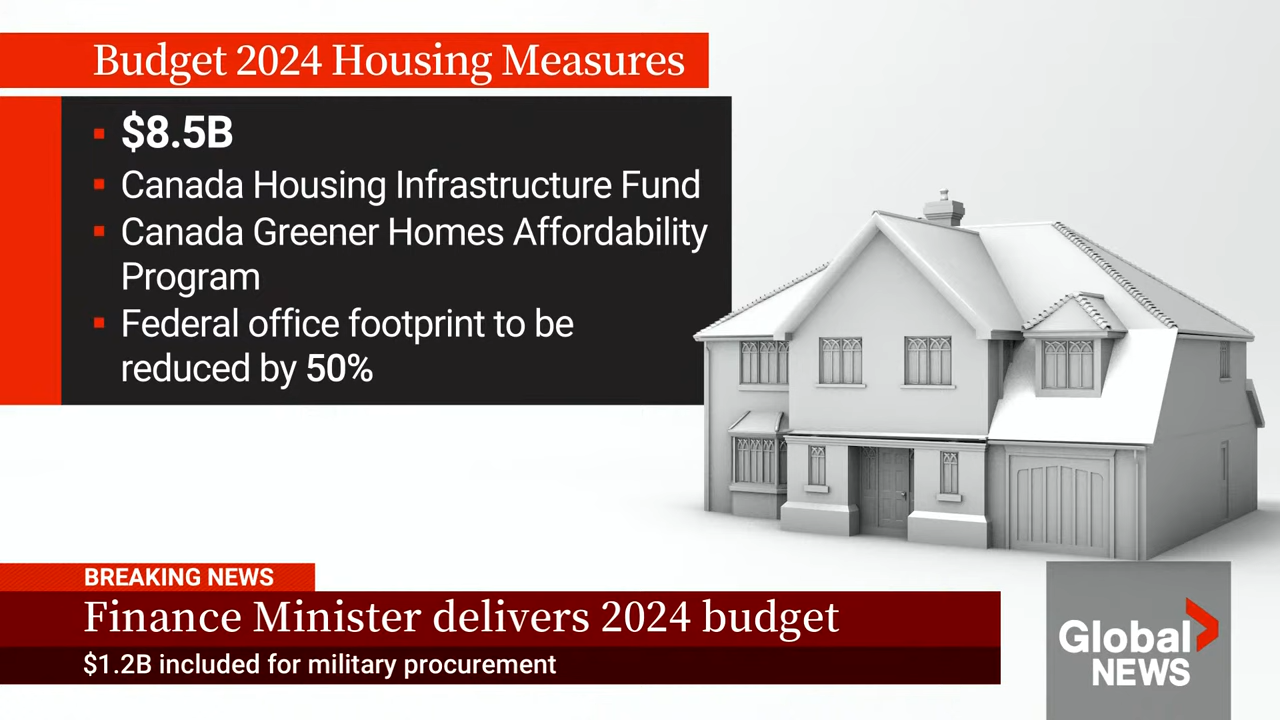 Budget 2024 Housing Measures
$8.5B
Canada Housing Infrastructure Fund
Canada Greener Homes Affordability
Program
Federal office footprint to be
reduced by 50%
BREAKING NEWS
Finance Minister delivers 2024 budget
$1.2B included for military procurement
Global
NEWS